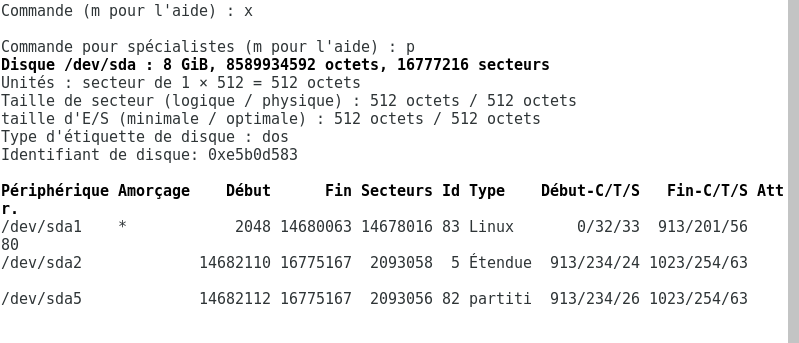 Commande (m pour l'aide) : x
Commande pour spécialistes (m pour l'aide) : p
Disque /dev/sda : 8 GiB, 8589934592 octets, 16777216 secteurs
Unités : secteur de 1 × 512 = 512 octets
Taille de secteur (logique / physique) : 512 octets / 512 octets
taille d'E/S (minimale / optimale) : 512 octets / 512 octets
Type d'étiquette de disque : dos
Identifiant de disque: 0xe5b0d583
Périphérique Amorçage    Début      Fin Secteurs Id Type    Début-C/T/S   Fin-C/T/S Att
r.
/dev/sda1    *            2048 14680063 14678016 83 Linux       0/32/33  913/201/56
80
/dev/sda2             14682110 16775167  2093058  5 Étendue  913/234/24 1023/254/63
/dev/sda5             14682112 16775167  2093056 82 partiti  913/234/26 1023/254/63